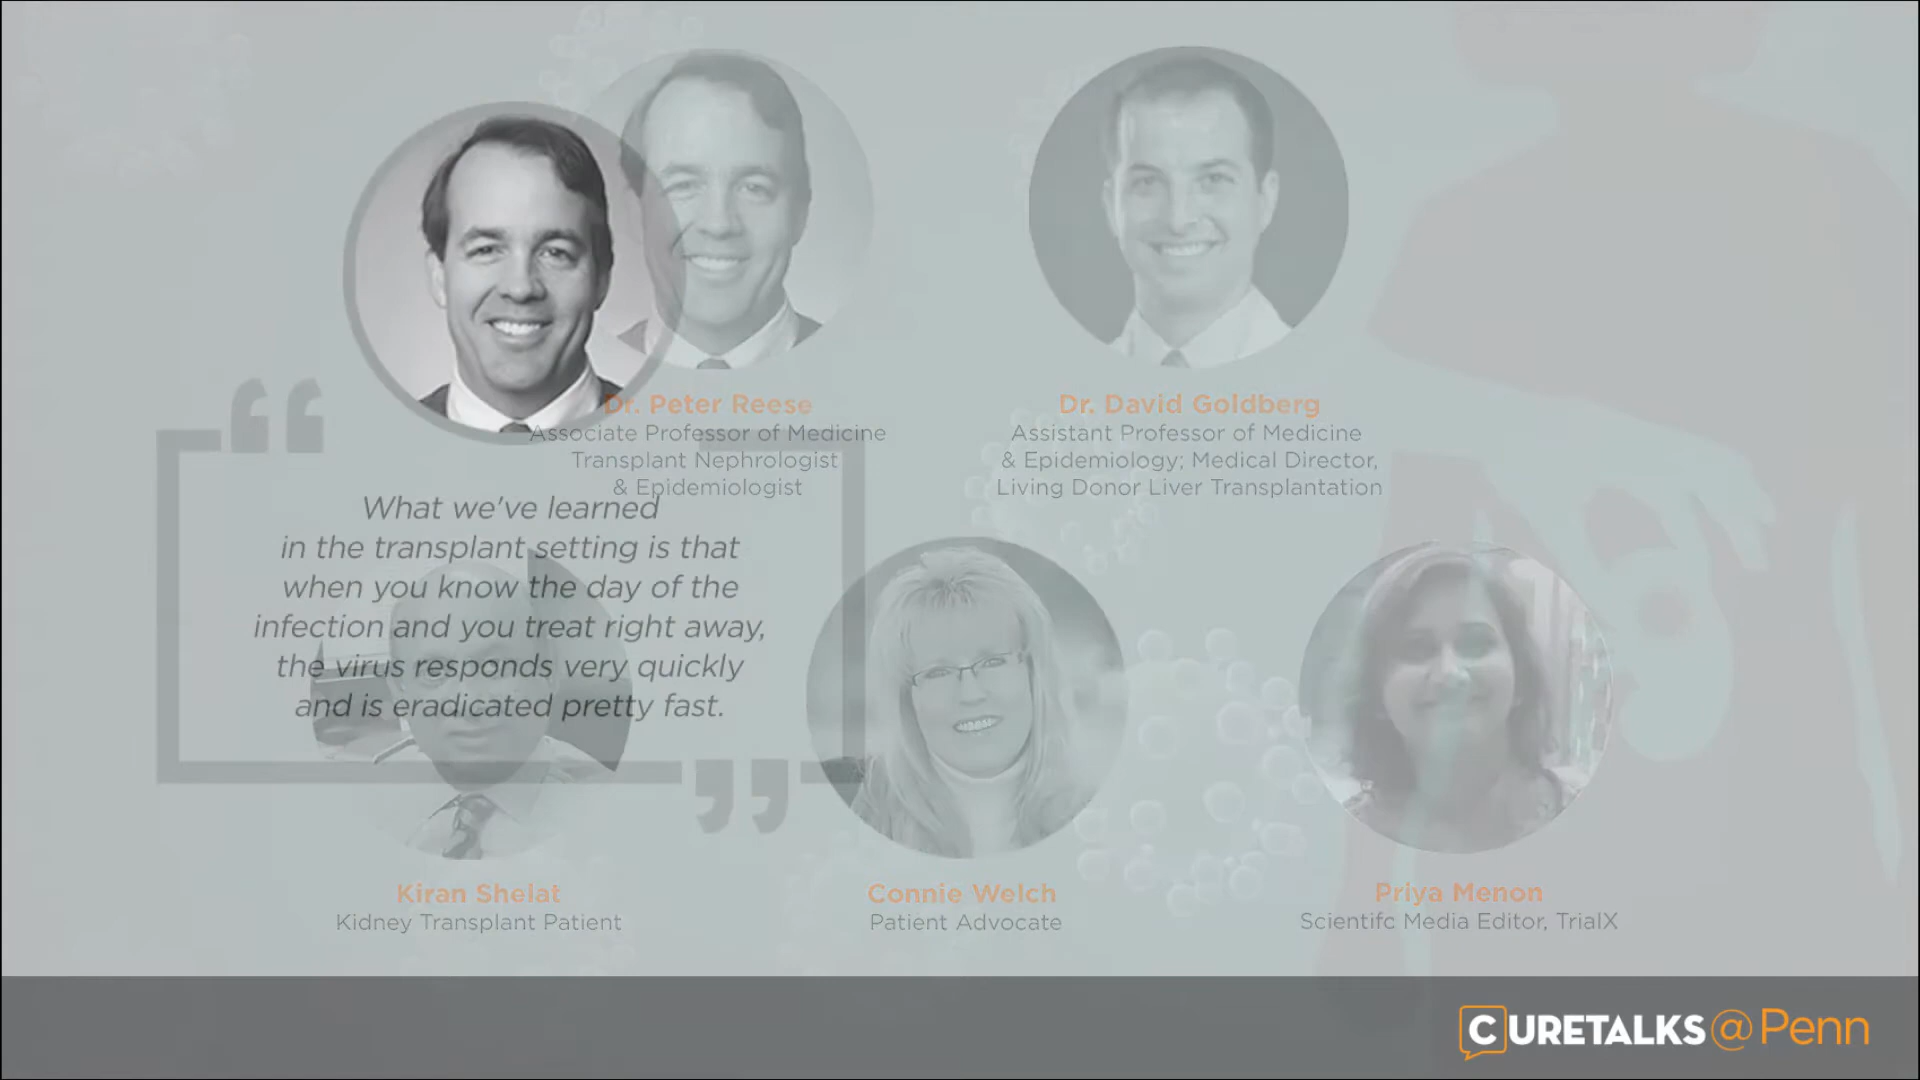 Dr. Peter Reese
Associate Professor of Medicine
Transplant Nephrologist
& Epidemiologist
Dr. David Goldberg
Assistant Professor of Medicine
& Epidemiology; Medical Director,
Living Donor Liver Transplantation
“
What we've learned
in the transplant setting is that
when you know the day of the
infection and you treat right away,
the virus responds very quickly
and is eradicated pretty fast.
”
Kiran Shelat
Kidney Transplant Patient
Connie Welch
Patient Advocate
Priya Menon
Scientifc Media Editor, TrialX
CURETALKS@Penn